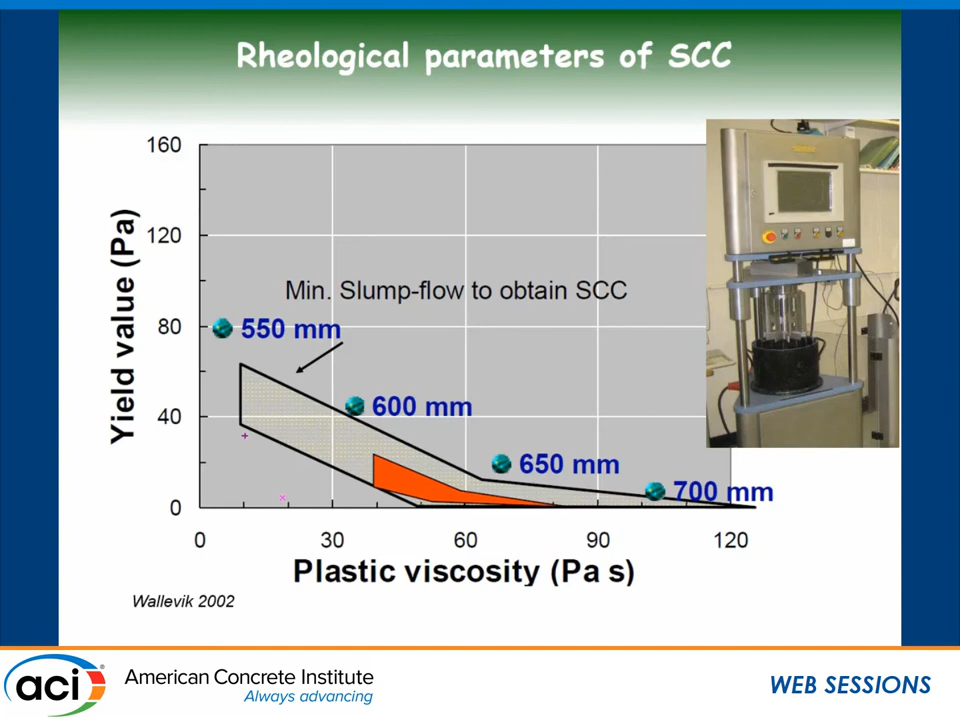 Rheological parameters of SCC
160
120
80
40
0
Yield value (Pa)
Min. Slump-flow to obtain SCC
550 mm
600 mm
650 mm
700 mm
0 30 60 90 120
Plastic viscosity (Pa s)
Wallevik 2002
aci®
American Concrete Institute
Always advancing
WEB SESSIONS